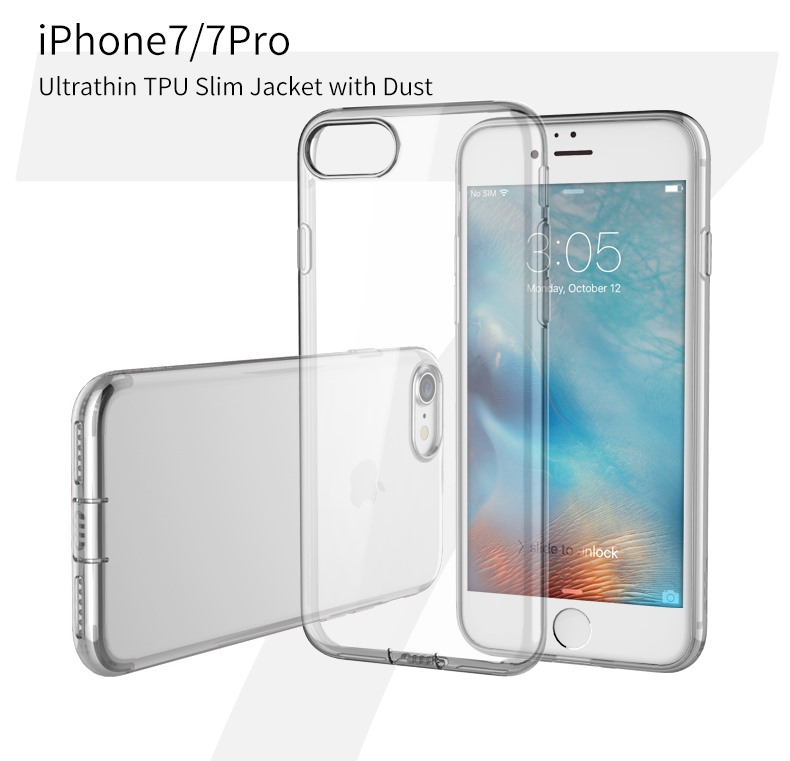 iPhone7/7Pro
Ultrathin TPU Slim Jacket with Dust
No SIM
3:05
Monday, October 12
slide to unlock